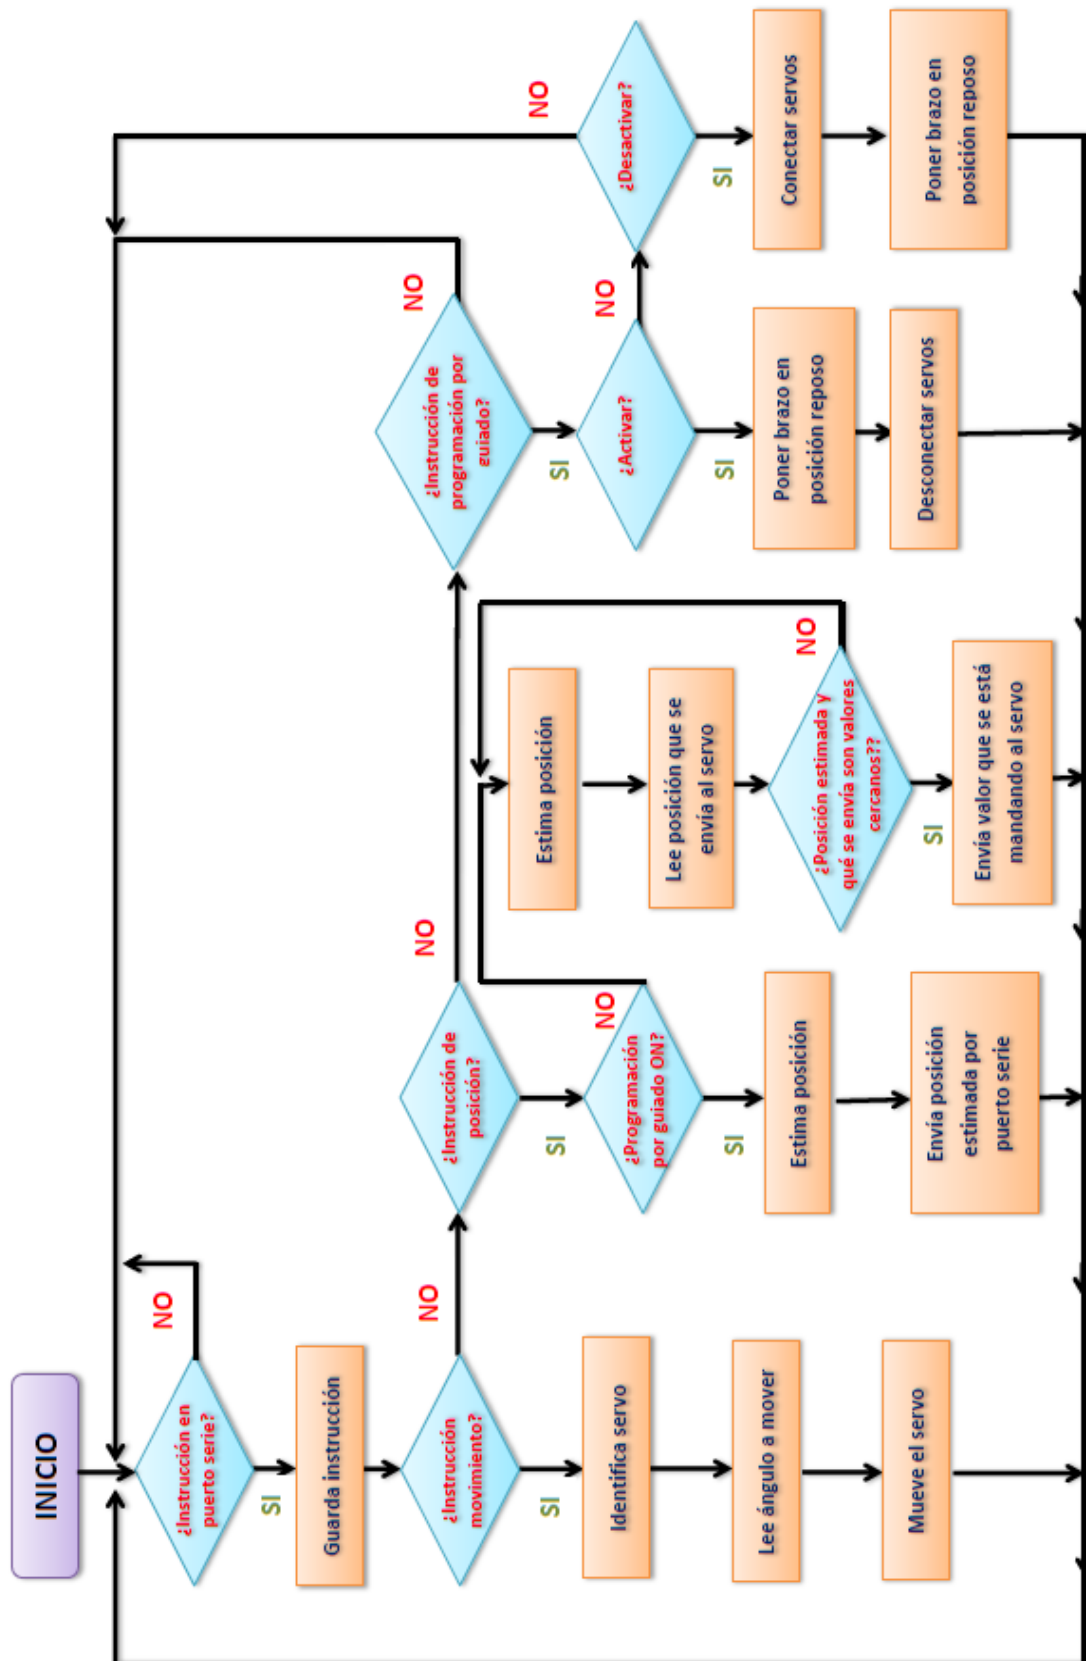 INICIO
¿Instrucción en
puerto serie?
NO
SI
Guarda instrucción
¿Instrucción
movimiento?
NO
SI
Identifica servo
Lee ángulo a mover
Mueve el servo
¿Instrucción de
posición?
NO
SI
¿Programación
por guiado ON?
NO
SI
Estima posición
Envía posición
estimada por
puerto serie
Estima posición
Lee posición que se
envía al servo
¿Posición estimada y
qué se envía son valores
cercanos??
NO
SI
Envía valor que se está
mandando al servo
¿Instrucción de
programación por
guiado?
NO
SI
¿Activar?
NO
SI
Poner brazo en
posición reposo
Desconectar servos
¿Desactivar?
NO
SI
Conectar servos
Poner brazo en
posición reposo